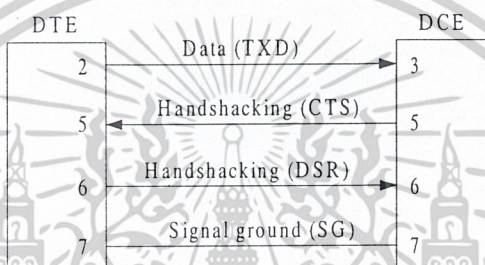 DTE DCE
Data (TXD)
2 3
Handshacking (CTS)
5 5
Handshacking (DSR)
6 6
Signal ground (SG)
7 7